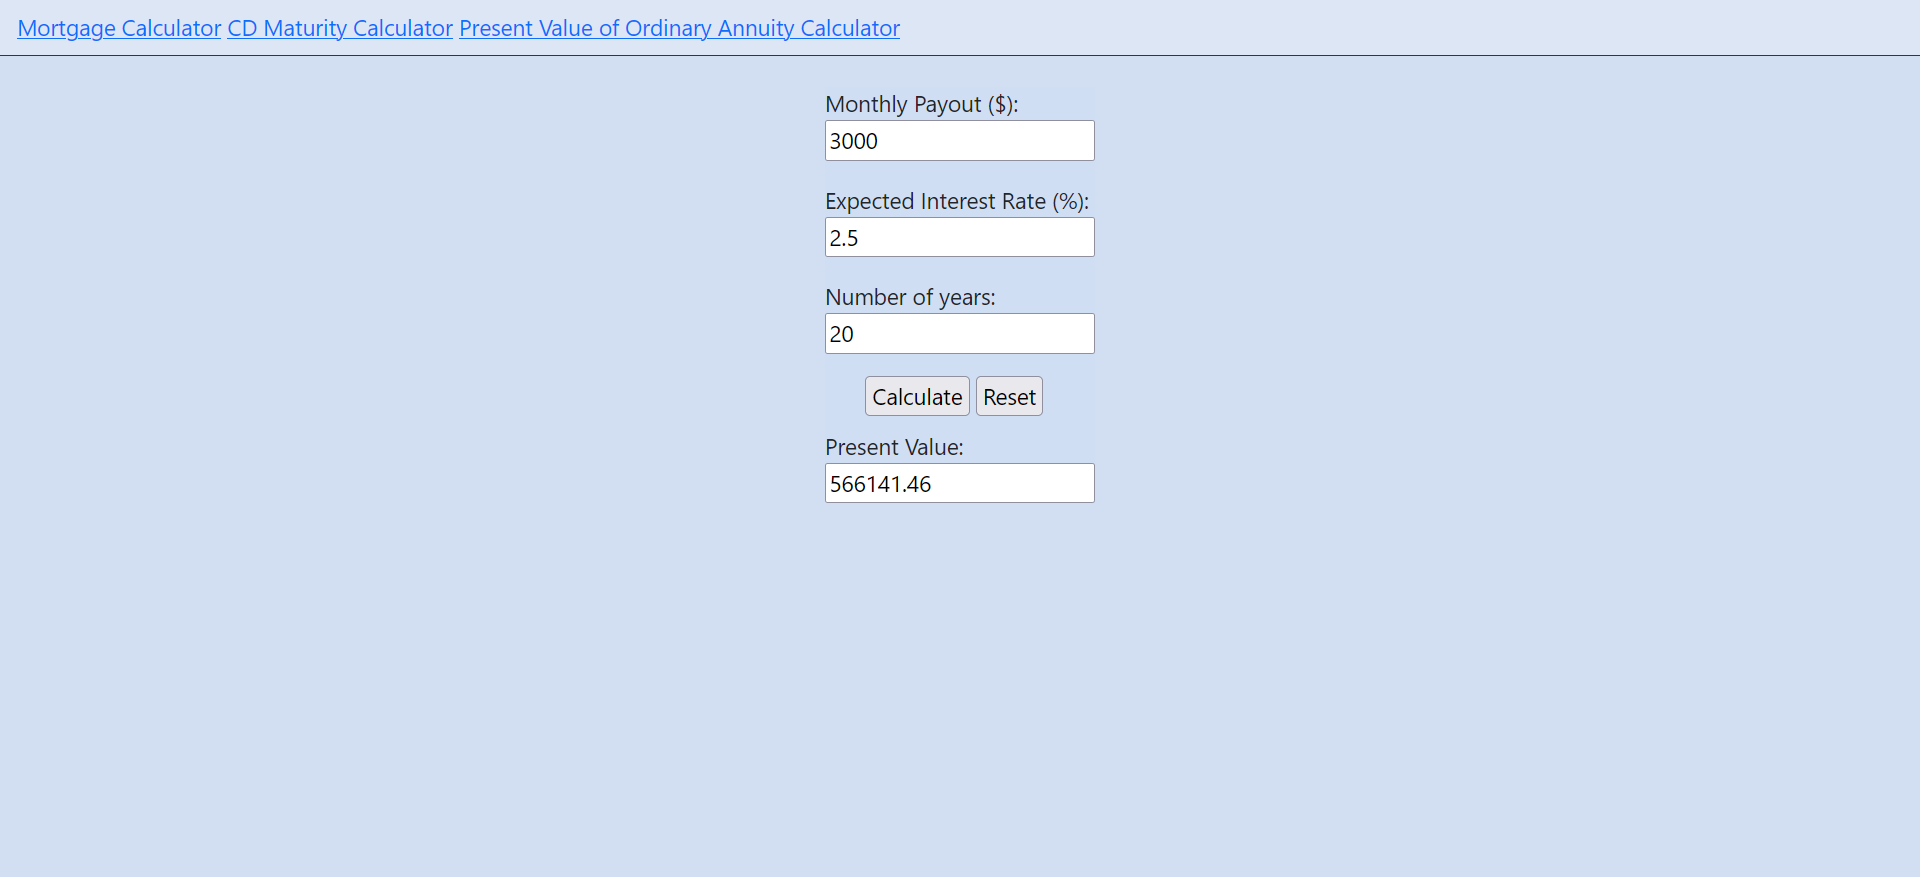 Mortgage Calculator CD Maturity Calculator Present Value of Ordinary Annuity Calculator
Monthly Payout ($):
3000
Expected Interest Rate (%):
2.5
Number of years:
20
Calculate Reset
Present Value:
566141.46